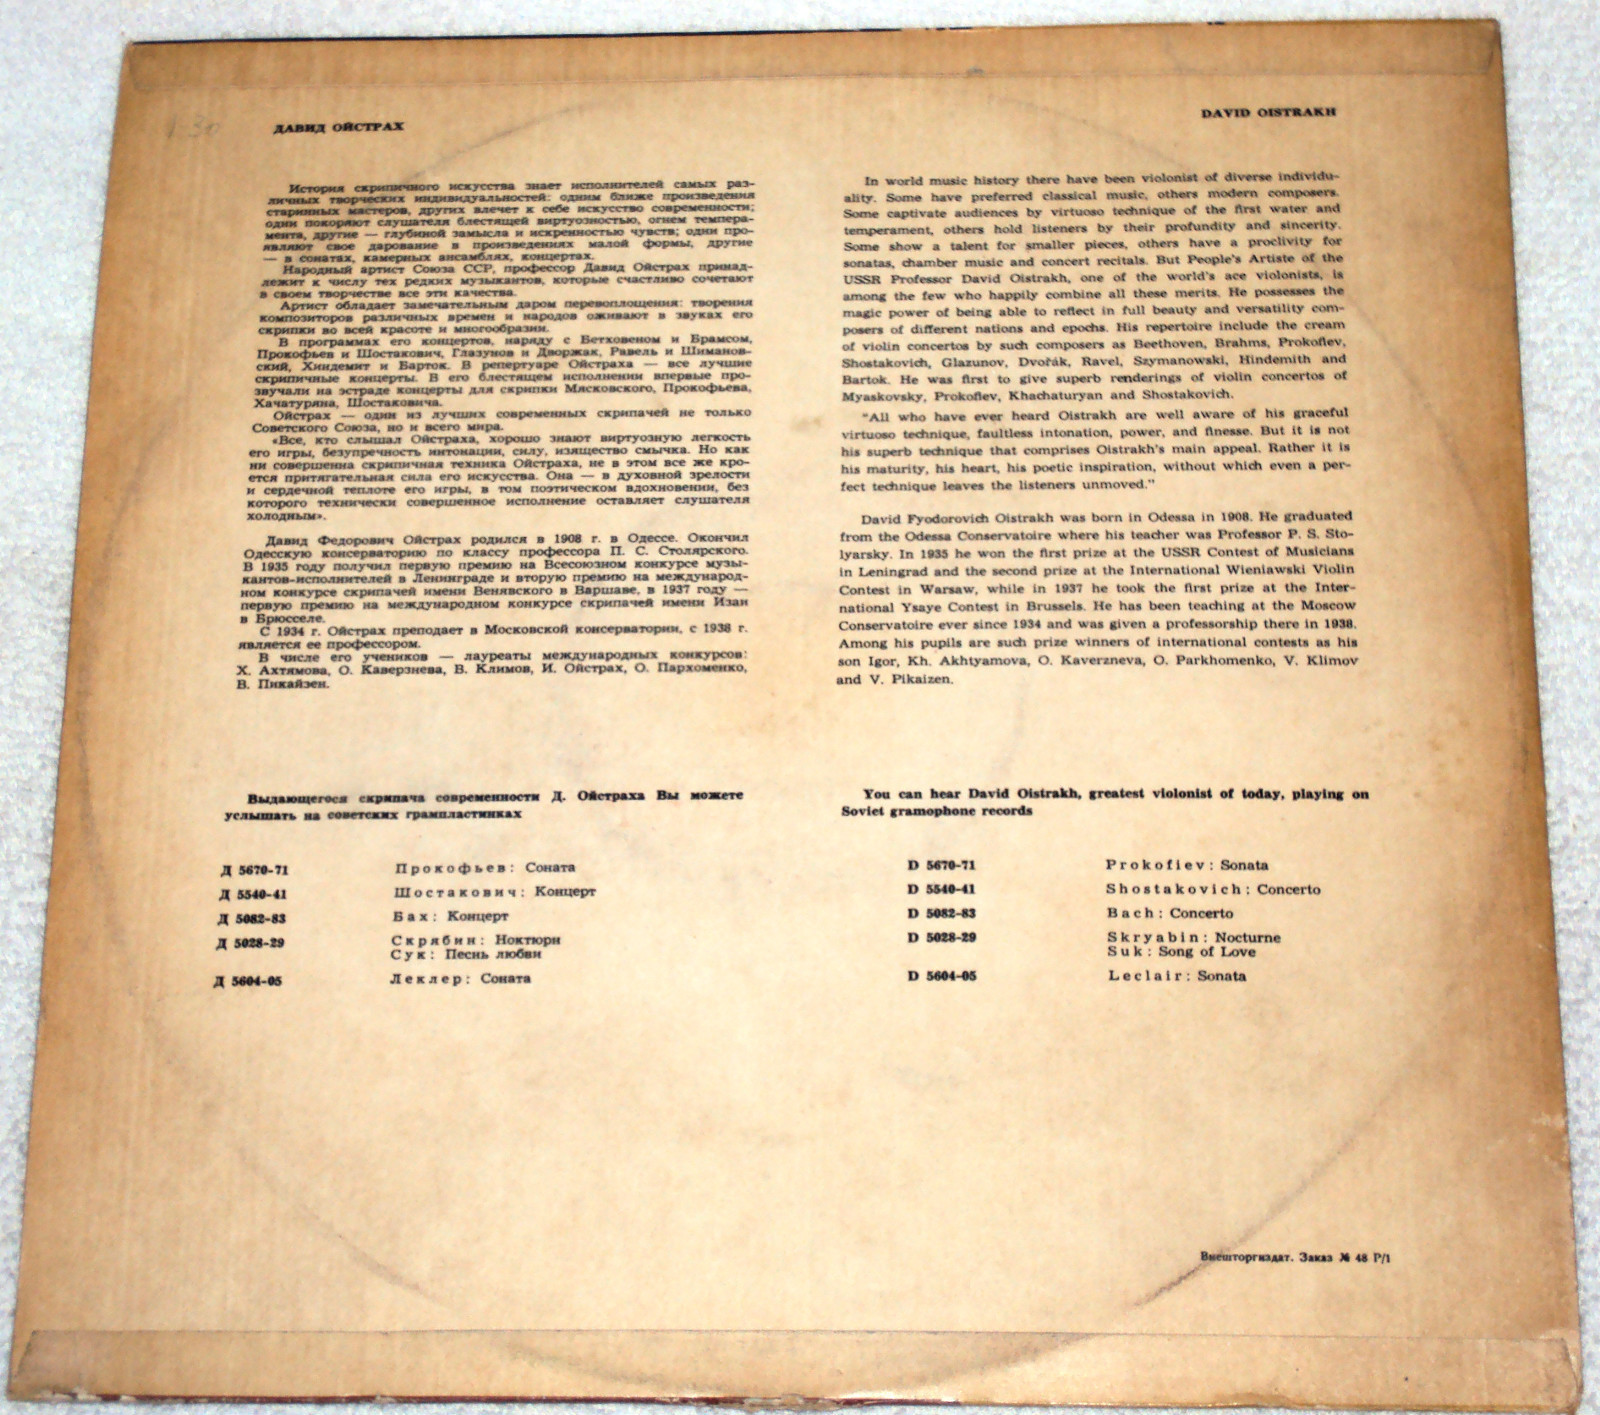 ДАВИД ОЙСТРАХ
История скрипичного искусства знает исполнителей самых раз-
личных творческих индивидуальностей: одним ближе произведения
старинных мастеров, других влечет к себе искусство современности;
одни покоряют слушателя блестящей виртуозностью, огнем темпера-
мента, другие — глубиной замысла и искренностью чувств; одни про-
являют свое дарование в произведениях малой формы, другие
— в сонатах, камерных ансамблях, концертах.
Народный артист Союза ССР, профессор Давид Ойстрах принад-
лежит к числу тех редких музыкантов, которые счастливо сочетают
в своем творчестве все эти качества.
Артист обладает замечательным даром перевоплощения: творения
композиторов различных времен и народов оживают в звуках его
скрипки во всей красоте и многообразии.
В программах его концертов, наряду с Бетховеном и Брамсом,
Прокофьев и Шостакович, Глазунов и Дворжак, Равель и Шиманов-
ский, Хиндемит и Барток. В репертуаре Ойстраха — все лучшие
скрипичные концерты. В его блестящем исполнении впервые про-
звучали на эстраде концерты для скрипки Мясковского, Прокофьева,
Хачатуряна, Шостаковича.
Ойстрах — один из лучших современных скрипачей не только
Советского Союза, но и всего мира.
«Все, кто слышал Ойстраха, хорошо знают виртуозную легкость
его игры, безупречность интонации, силу, изящество смычка. Но как
ни совершенна скрипичная техника Ойстраха, не в этом все же кро-
ется притягательная сила его искусства. Она — в духовной зрелости
и сердечной теплоте его игры, в том поэтическом вдохновении, без
которого технически совершенное исполнение оставляет слушателя
холодным».
Давид Федорович Ойстрах родился в 1908 г. в Одессе. Окончил
Одесскую консерваторию по классу профессора П. С. Столярского.
В 1935 году получил первую премию на Всесоюзном конкурсе музы-
кантов-исполнителей в Ленинграде и вторую премию на международ-
ном конкурсе скрипачей имени Венявского в Варшаве, в 1937 году —
первую премию на международном конкурсе скрипачей имени Изаи
в Брюсселе.
С 1934 г. Ойстрах преподает в Московской консерватории, с 1938 г.
является ее профессором.
В числе его учеников — лауреаты международных конкурсов:
Х. Ахтямова, О. Каверзнева, В. Климов, И. Ойстрах, О. Пархоменко,
В. Пикайзен.
Выдающегося скрипача современности Д. Ойстраха Вы можете
услышать на советских грампластинках
Д 5670-71 Прокофьев: Соната
Д 5540-41 Шостакович: Концерт
Д 5082-83 Бах: Концерт
Д 5028-29 Скрябин: Ноктюрн
Сук: Песнь любви
Д 5604-05 Леклер: Соната
DAVID OISTRAKH
In world music history there have been violonist of diverse individu-
ality. Some have preferred classical music, others modern composers.
Some captivate audiences by virtuoso technique of the first water and
temperament, others hold listeners by their profundity and sincerity.
Some show a talent for smaller pieces, others have a proclivity for
sonatas, chamber music and concert recitals. But People's Artiste of the
USSR Professor David Oistrakh, one of the world's ace violonists, is
among the few who happily combine all these merits. He possesses the
magic power of being able to reflect in full beauty and versatility com-
posers of different nations and epochs. His repertoire include the cream
of violin concertos by such composers as Beethoven, Brahms, Prokofiev,
Shostakovich, Glazunov, Dvořák, Ravel, Szymanowski, Hindemith and
Bartok. He was first to give superb renderings of violin concertos of
Myaskovsky, Prokofiev, Khachaturyan and Shostakovich.
"All who have ever heard Oistrakh are well aware of his graceful
virtuoso technique, faultless intonation, power, and finesse. But it is not
his superb technique that comprises Oistrakh's main appeal. Rather it is
his maturity, his heart, his poetic inspiration, without which even a per-
fect technique leaves the listeners unmoved."
David Fyodorovich Oistrakh was born in Odessa in 1908. He graduated
from the Odessa Conservatoire where his teacher was Professor P. S. Sto-
lyarsky. In 1935 he won the first prize at the USSR Contest of Musicians
in Leningrad and the second prize at the International Wieniawski Violin
Contest in Warsaw, while in 1937 he took the first prize at the Inter-
national Ysaye Contest in Brussels. He has been teaching at the Moscow
Conservatoire ever since 1934 and was given a professorship there in 1938.
Among his pupils are such prize winners of international contests as his
son Igor, Kh. Akhtyamova, O. Kaverzneva, O. Parkhomenko, V. Klimov
and V. Pikaizen.
You can hear David Oistrakh, greatest violonist of today, playing on
Soviet gramophone records
D 5670-71 Prokofiev: Sonata
D 5540-41 Shostakovich: Concerto
D 5082-83 Bach: Concerto
D 5028-29 Skryabin: Nocturne
Suk: Song of Love
D 5604-05 Leclair: Sonata
Внешторгиздат. Заказ № 48 Р/1